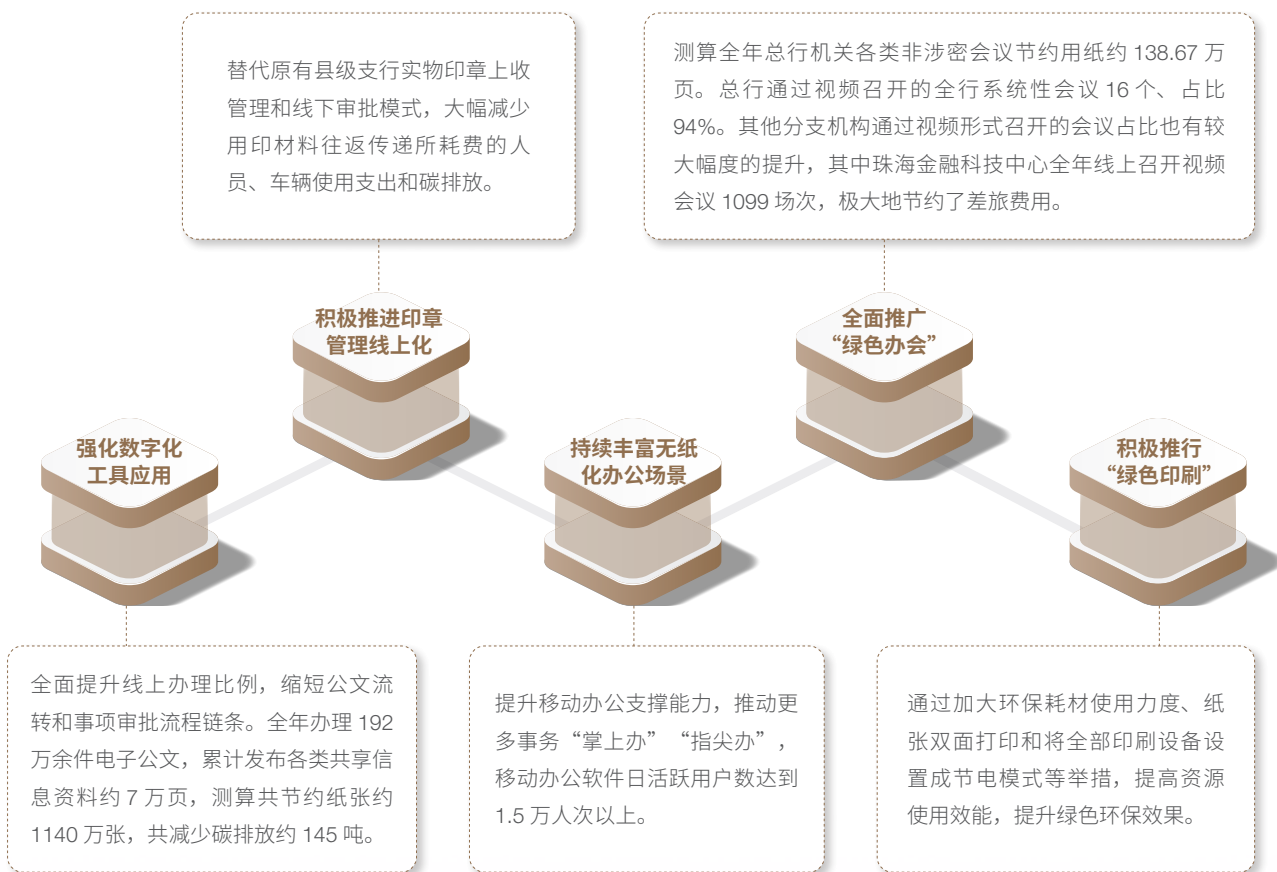 替代原有县级支行实物印章上收
管理和线下审批模式，大幅减少
用印材料往返传递所耗费的人
员、车辆使用支出和碳排放。
测算全年总行机关各类非涉密会议节约用纸约 138.67 万
页。总行通过视频召开的全行系统性会议 16 个、占比
94%。其他分支机构通过视频形式召开的会议占比也有较
大幅度的提升，其中珠海金融科技中心全年线上召开视频
会议 1099 场次，极大地节约了差旅费用。
积极推进印章
管理线上化
全面推广
“绿色办会”
强化数字化
工具应用
持续丰富无纸
化办公场景
积极推行
“绿色印刷”
全面提升线上办理比例，缩短公文流
转和事项审批流程链条。全年办理 192
万余件电子公文，累计发布各类共享信
息资料约 7 万页，测算共节约纸张约
1140 万张，共减少碳排放约 145 吨。
提升移动办公支撑能力，推动更
多事务“掌上办”“指尖办”，
移动办公软件日活跃用户数达到
1.5 万人次以上。
通过加大环保耗材使用力度、纸
张双面打印和将全部印刷设备设
置成节电模式等举措，提高资源
使用效能，提升绿色环保效果。